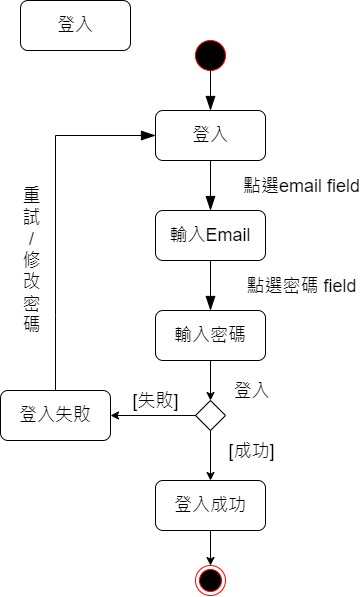 登入
登入
點選email field
輸入Email
點選密碼 field
輸入密碼
登入
[失敗]
登入失敗
重
試
/
修
改
密
碼
[成功]
登入成功